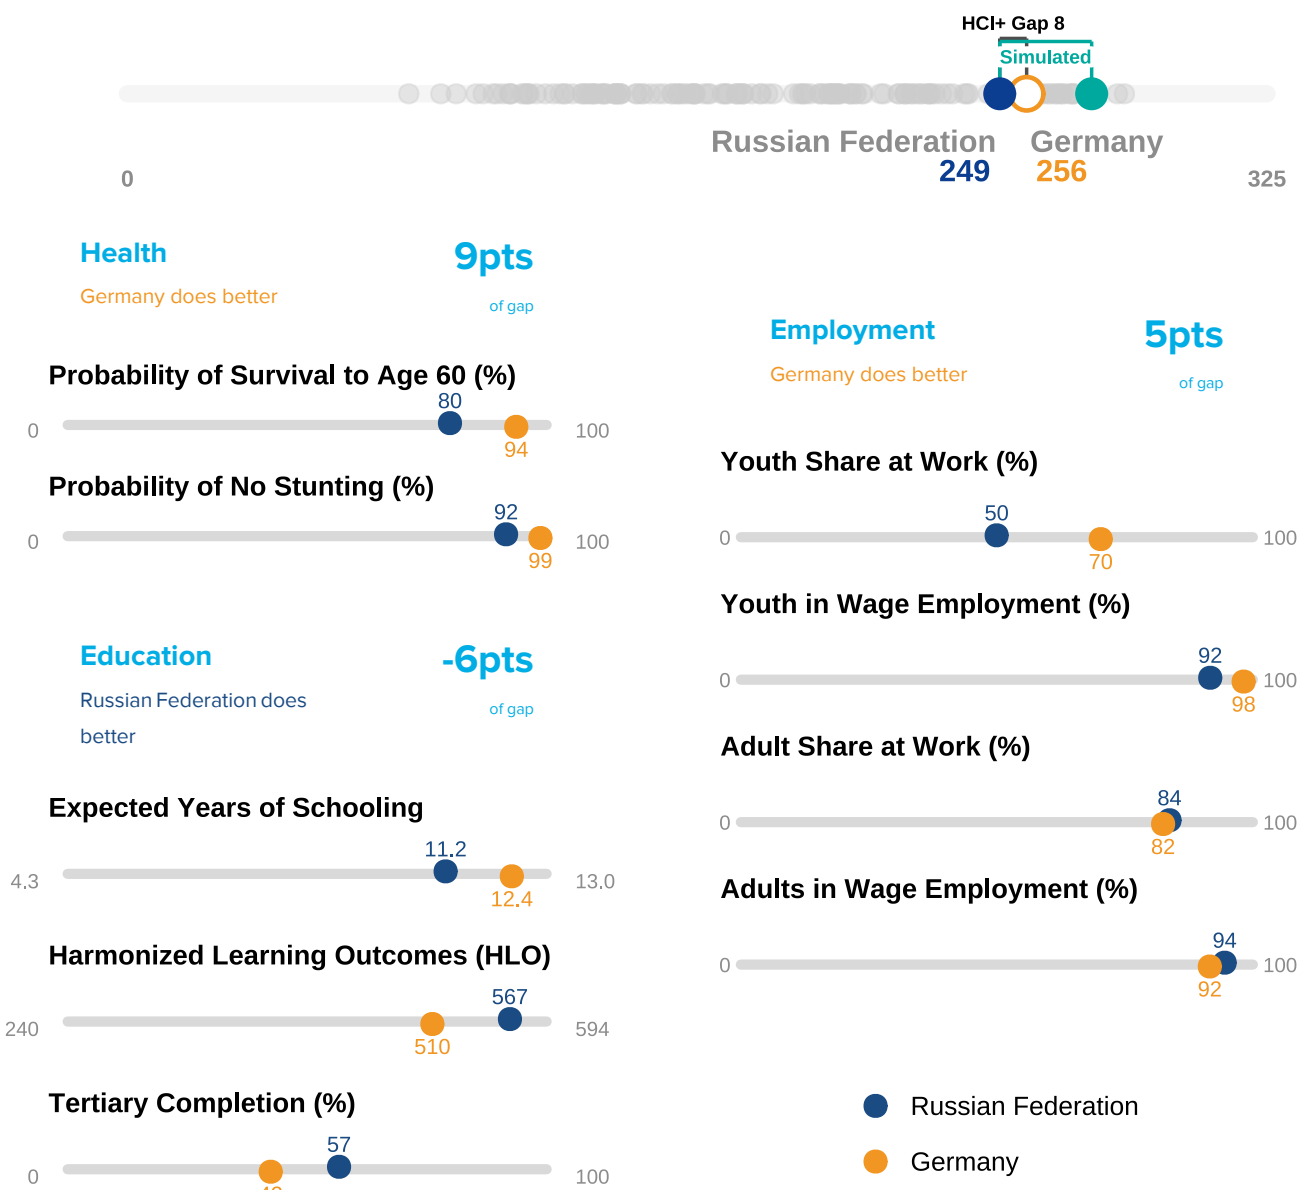 HCI+ Gap 8
Simulated
Russian Federation
249
Germany
256
0
325
Health
9pts
Germany does better
of gap
Probability of Survival to Age 60 (%)
80
0
100
94
Probability of No Stunting (%)
92
0
100
99
Education
-6pts
Russian Federation does
better
of gap
Expected Years of Schooling
11.2
4.3
13.0
12.4
Harmonized Learning Outcomes (HLO)
567
240
594
510
Tertiary Completion (%)
57
0
100
Employment
5pts
Germany does better
of gap
Youth Share at Work (%)
50
0
100
70
Youth in Wage Employment (%)
92
0
100
98
Adult Share at Work (%)
84
0
100
82
Adults in Wage Employment (%)
94
0
100
92
Russian Federation
Germany